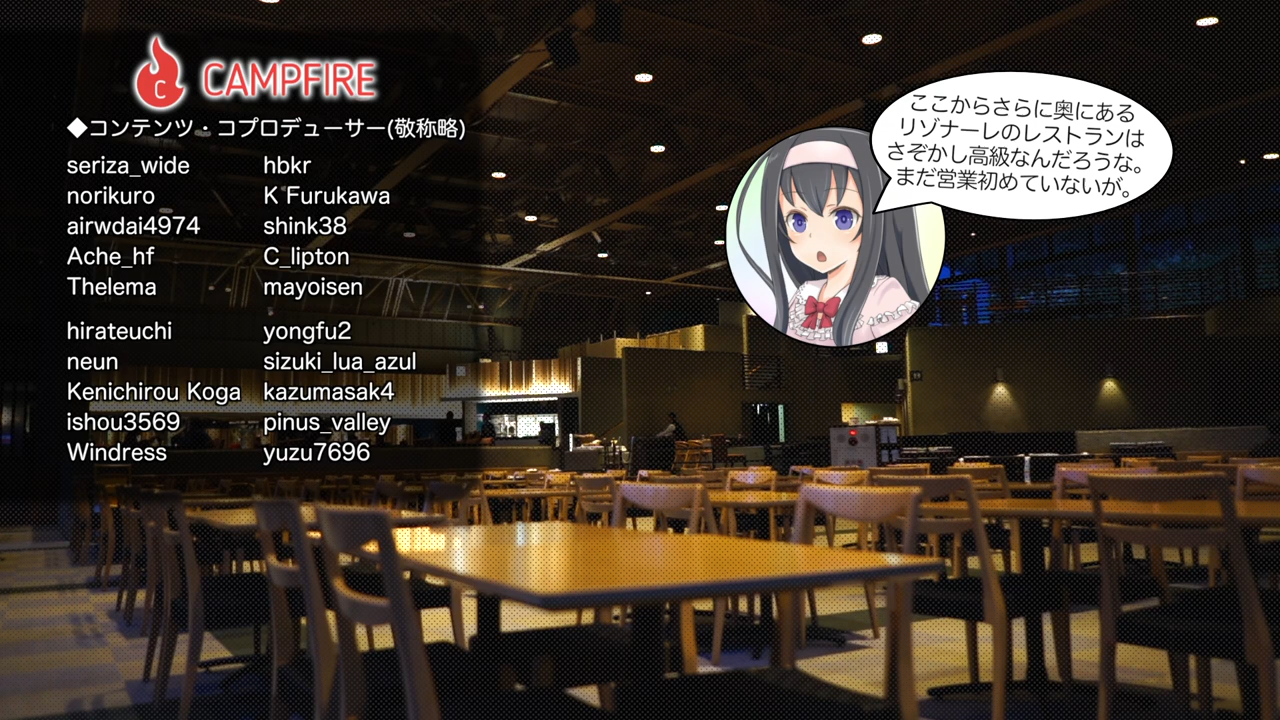 CAMPFIRE
◆コンテンツ・コプロデューサー(敬称略)
seriza_wide hbkr
norikuro K Furukawa
airwdai4974 shink38
Ache_hf C_lipton
Thelema mayoisen
hirateuchi yongfu2
neun sizuki_lua_azul
Kenichirou Koga kazumasak4
ishou3569 pinus_valley
Windress yuzu7696
ここからさらに奥にある
リゾナーレのレストランは
さぞかし高級なんだろうな。
まだ営業初めていないが。